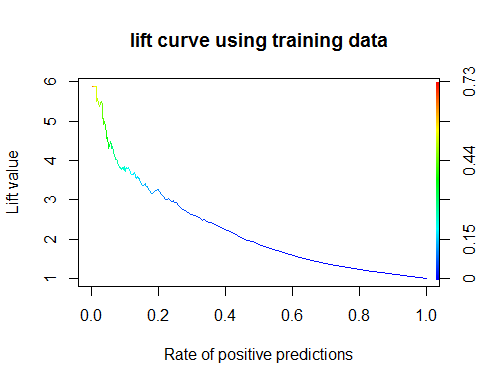 lift curve using training data
Lift value
6
5
4
3
2
1
0.0 0.2 0.4 0.6 0.8 1.0
Rate of positive predictions
0.73
0.44
0.15
0